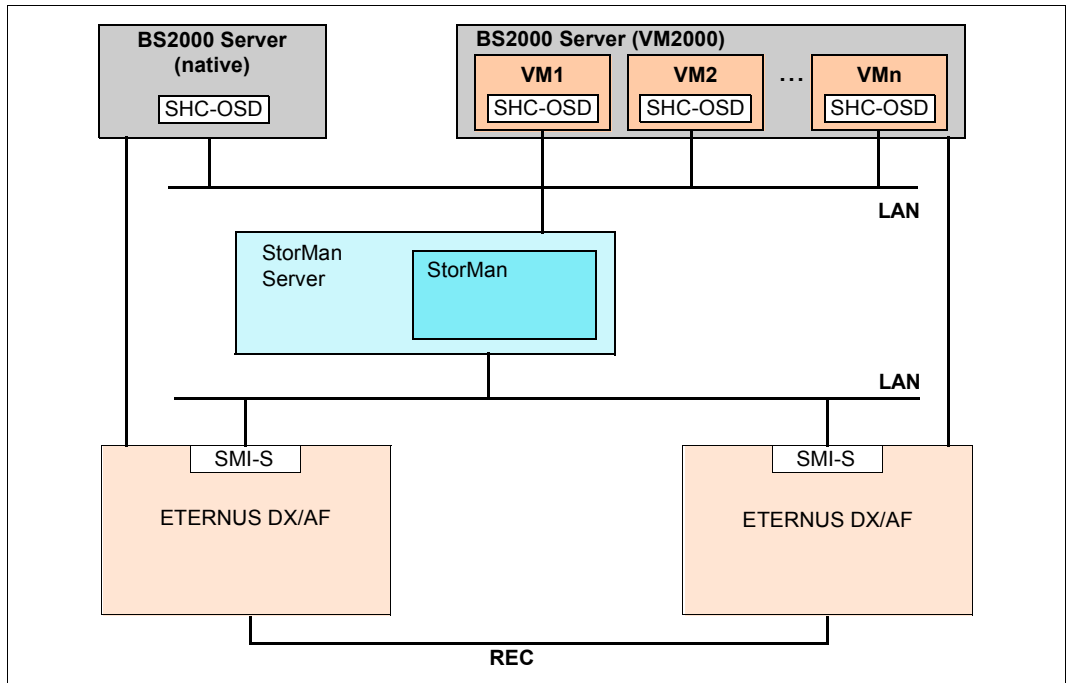 BS2000 Server
(native)
SHC-OSD
BS2000 Server (VM2000)
VM1
SHC-OSD
VM2
SHC-OSD
...
VMn
SHC-OSD
LAN
StorMan
Server
StorMan
LAN
SMI-S
ETERNUS DX/AF
SMI-S
ETERNUS DX/AF
REC